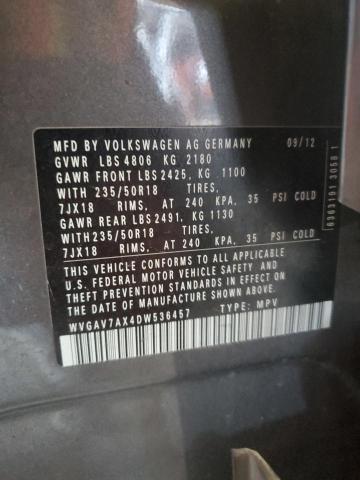 MFD BY VOLKSWAGEN AG GERMANY 09/12
GVWR LBS 4806 KG 2180
GAWR FRONT LBS 2425, KG 1100
WITH 235/50R18 TIRES,
7JX18 RIMS, AT 240 KPA, 35 PSI COLD
GAWR REAR LBS 2491, KG 1130
WITH 235/50R18 TIRES,
7JX18 RIMS, AT 240 KPA, 35 PSI COLD
THIS VEHICLE CONFORMS TO ALL APPLICABLE
U.S. FEDERAL MOTOR VEHICLE SAFETY AND
THEFT PREVENTION STANDARDS IN EFFECT ON
THE DATE OF MANUFACTURE SHOWN ABOVE.
WVGAV7AX4DW536457 TYPE: MPV
6363191 3058 1